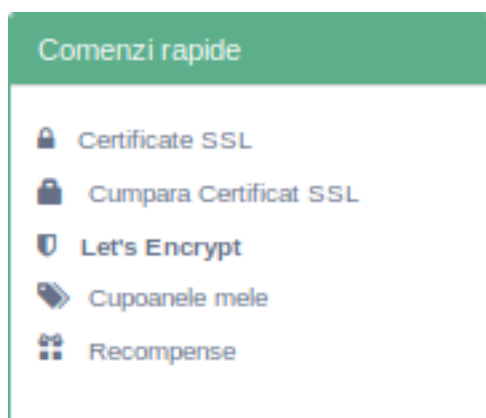 Comenzi rapide
Certificate SSL
Cumpara Certificat SSL
Let's Encrypt
Cupoanele mele
Recompense